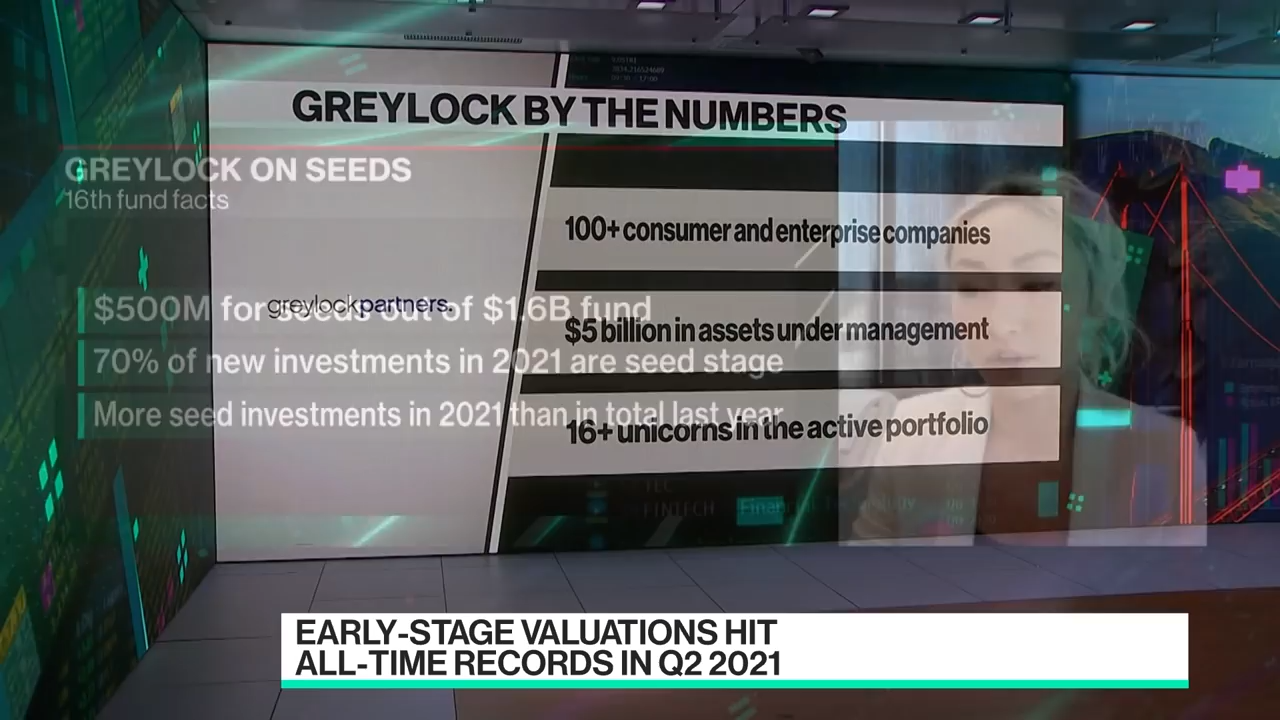 GREYLOCK BY THE NUMBERS
GREYLOCK ON SEEDS
16th fund facts
100+ consumer and enterprise companies
greylockpartners.
$500M for seeds out of $1.6B fund
$5 billion in assets under management
70% of new investments in 2021 are seed stage
More seed investments in 2021 than in total last year
16+ unicorns in the active portfolio
FINTECH
EARLY-STAGE VALUATIONS HIT
ALL-TIME RECORDS IN Q2 2021